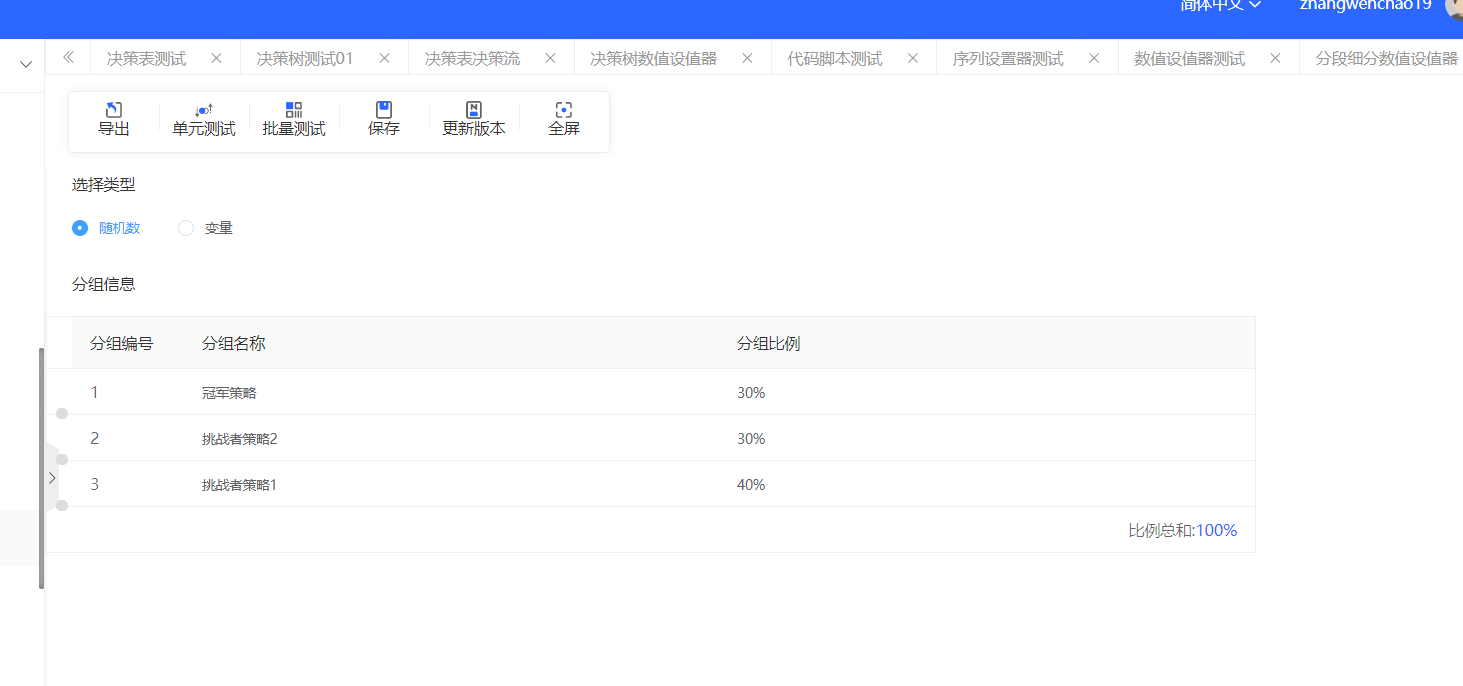 简体中文 zhangwenchao19
决策表测试 决策树测试01 决策表决策流 决策树数值设值器 代码脚本测试 序列设置器测试 数值设值器测试 分段细分数值设值器
导出 单元测试 批量测试 保存 更新版本 全屏
选择类型
随机数 变量
分组信息
分组编号 分组名称 分组比例
1 冠军策略 30%
2 挑战者策略2 30%
3 挑战者策略1 40%
比例总和:100%